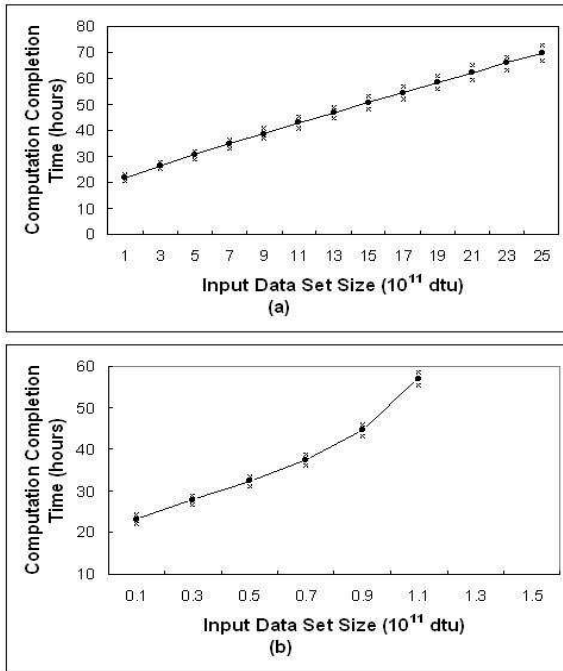 80
70
60
50
40
30
20
10
0
Computation Completion
Time (hours)
1 3 5 7 9 11 13 15 17 19 21 23 25
Input Data Set Size (10¹¹ dtu)
(a)
60
50
40
30
20
10
Computation Completion
Time (hours)
0.1 0.3 0.5 0.7 0.9 1.1 1.3 1.5
Input Data Set Size (10¹¹ dtu)
(b)